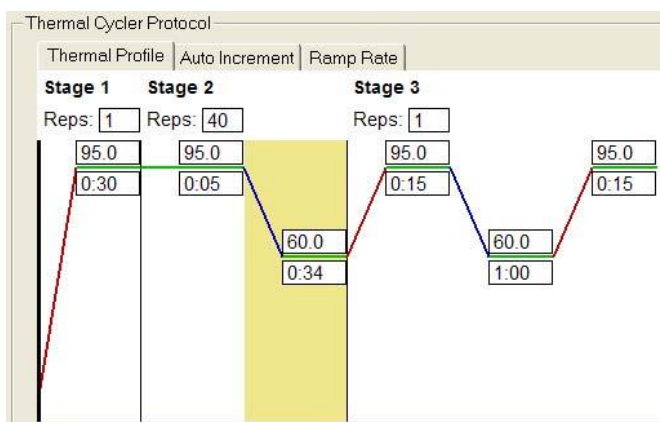 Thermal Cycler Protocol
Thermal Profile Auto Increment Ramp Rate
Stage 1 Stage 2 Stage 3
Reps: 1 Reps: 40 Reps: 1
95.0 95.0 95.0 95.0
0:30 0:05 0:15 0:15
60.0 60.0
0:34 1:00